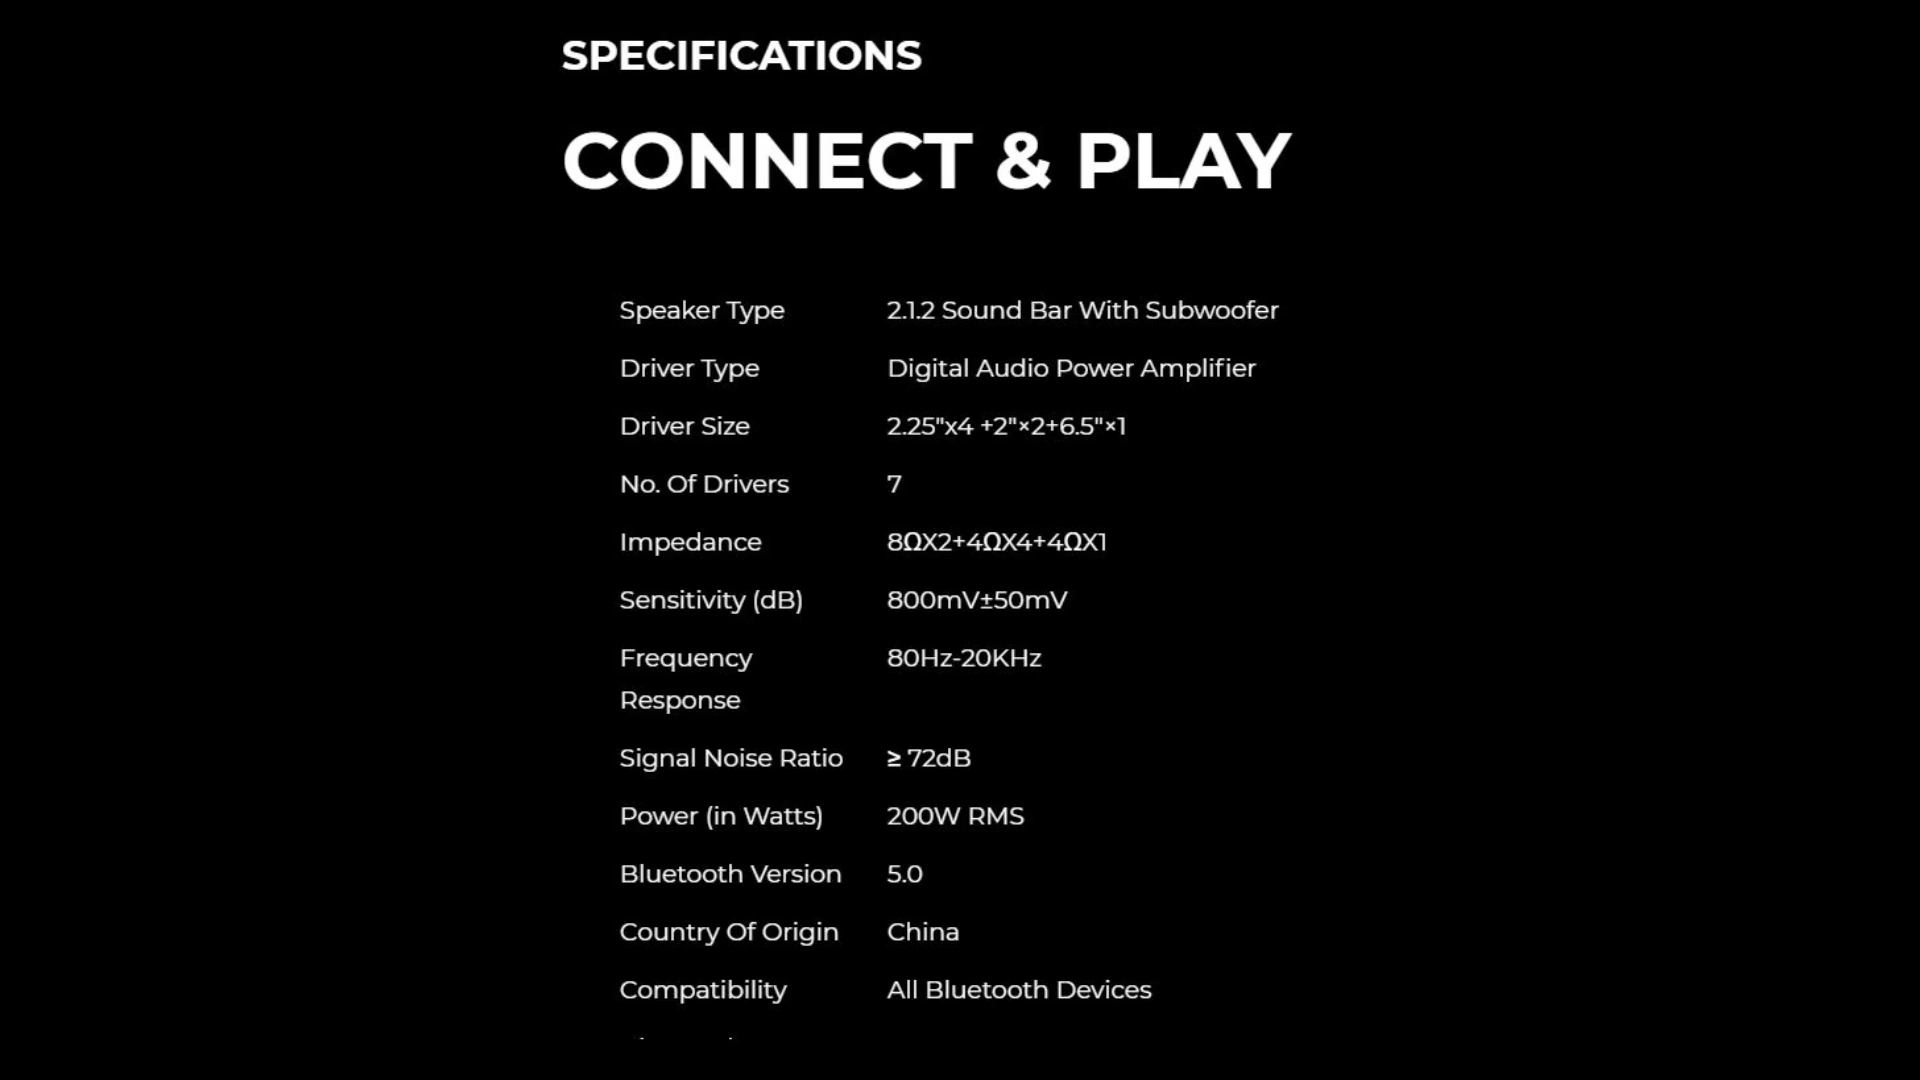 SPECIFICATIONS
CONNECT & PLAY
Speaker Type 2.1.2 Sound Bar With Subwoofer
Driver Type Digital Audio Power Amplifier
Driver Size 2.25"x4 +2"×2+6.5"×1
No. Of Drivers 7
Impedance 8ΩX2+4ΩX4+4ΩX1
Sensitivity (dB) 800mV±50mV
Frequency 80Hz-20KHz
Response
Signal Noise Ratio ≥ 72dB
Power (in Watts) 200W RMS
Bluetooth Version 5.0
Country Of Origin China
Compatibility All Bluetooth Devices